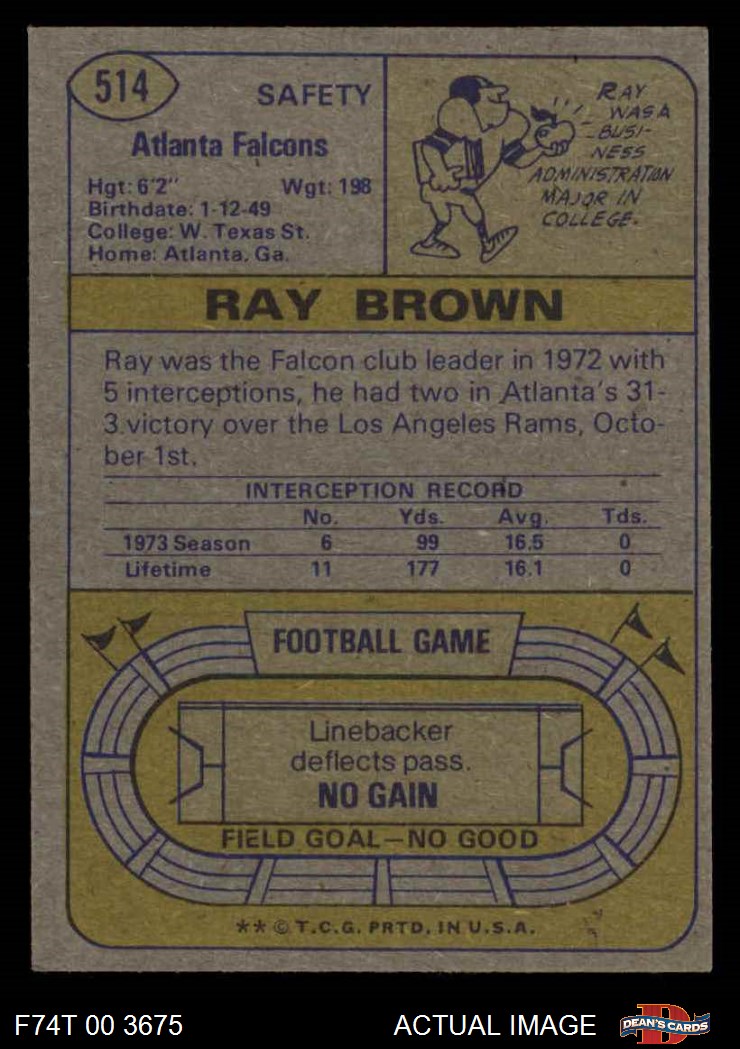 514
SAFETY
Atlanta Falcons
Hgt: 6'2" Wgt: 198
Birthdate: 1-12-49
College: W. Texas St.
Home: Atlanta, Ga.
RAY
WAS A
BUSI-
NESS
ADMINISTRATION
MAJOR IN
COLLEGE.
RAY BROWN
Ray was the Falcon club leader in 1972 with
5 interceptions, he had two in Atlanta's 31-
3 victory over the Los Angeles Rams, Octo-
ber 1st.
INTERCEPTION RECORD
No. Yds. Avg. Tds.
1973 Season 6 99 16.5 0
Lifetime 11 177 16.1 0
FOOTBALL GAME
Linebacker
deflects pass.
NO GAIN
FIELD GOAL—NO GOOD
** © T.C.G. PRTD. IN U.S.A.
F74T 00 3675 ACTUAL IMAGE
D
DEAN'S CARDS